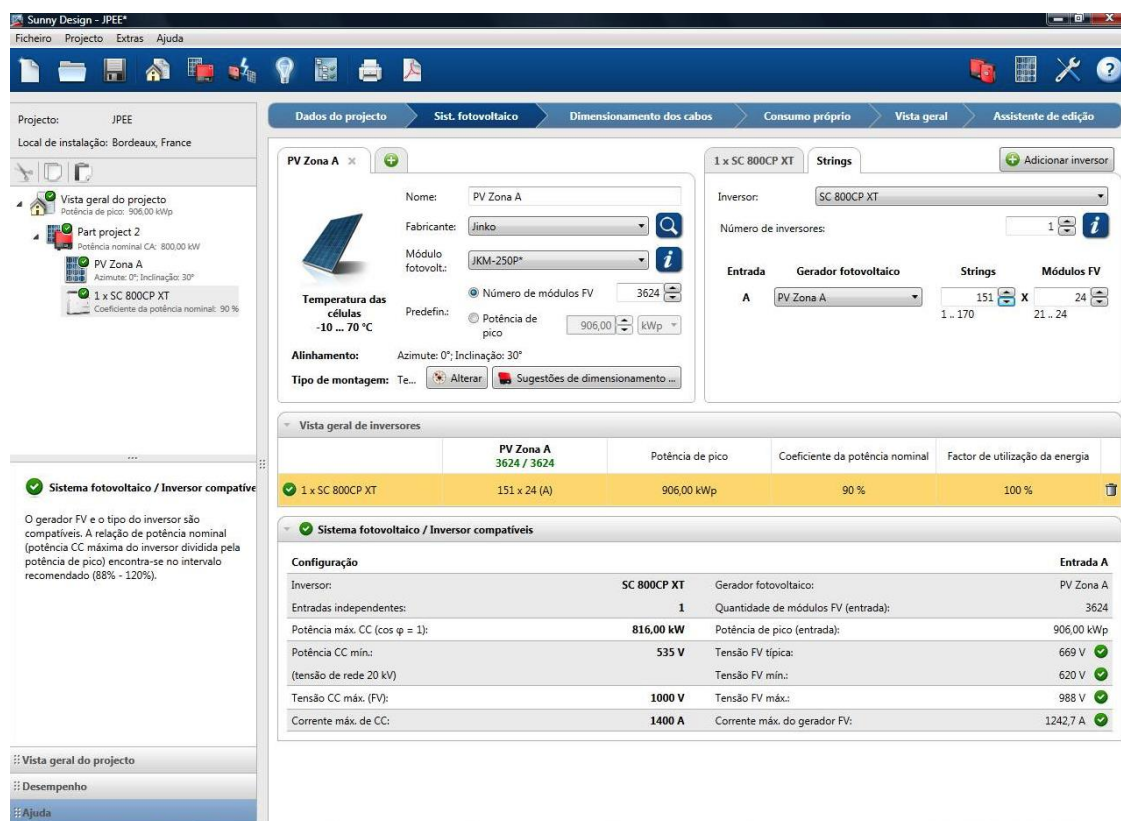 Sunny Design - JPEE*
Ficheiro Projecto Extras Ajuda
Projecto: JPEE
Local de instalação: Bordeaux, France
Vista geral do projecto
Potência de pico: 906,00 kWp
Part project 2
Potência nominal CA: 800,00 kW
PV Zona A
Azimute: 0°; Inclinação: 30°
1 x SC 800CP XT
Coeficiente da potência nominal: 90 %
...
Sistema fotovoltaico / Inversor compatíve
O gerador FV e o tipo do inversor são
compatíveis. A relação de potência nominal
(potência CC máxima do inversor dividida pela
potência de pico) encontra-se no intervalo
recomendado (88% - 120%).
Vista geral do projecto
Desempenho
Ajuda
Dados do projecto Sist. fotovoltaico Dimensionamento dos cabos Consumo próprio Vista geral Assistente de edição
PV Zona A
Nome: PV Zona A
Fabricante: Jinko
Módulo
fotovolt.: JKM-250P*
Temperatura das
células
-10 ... 70 °C
Predefin.: Número de módulos FV 3624
Potência de
pico 906,00 kWp
Alinhamento: Azimute: 0°; Inclinação: 30°
Tipo de montagem: Te... Alterar Sugestões de dimensionamento ...
1 x SC 800CP XT Strings Adicionar inversor
Inversor: SC 800CP XT
Número de inversores: 1
Entrada Gerador fotovoltaico Strings Módulos FV
A PV Zona A 151 x 24
1 .. 170 21 .. 24
Vista geral de inversores
PV Zona A
3624 / 3624 Potência de pico Coeficiente da potência nominal Factor de utilização da energia
1 x SC 800CP XT 151 x 24 (A) 906,00 kWp 90 % 100 %
Sistema fotovoltaico / Inversor compatíveis
Configuração Entrada A
Inversor: SC 800CP XT Gerador fotovoltaico: PV Zona A
Entradas independentes: 1 Quantidade de módulos FV (entrada): 3624
Potência máx. CC (cos φ = 1): 816,00 kW Potência de pico (entrada): 906,00 kWp
Potência CC mín.: 535 V Tensão FV típica: 669 V
(tensão de rede 20 kV) Tensão FV mín.: 620 V
Tensão CC máx. (FV): 1000 V Tensão FV máx.: 988 V
Corrente máx. de CC: 1400 A Corrente máx. do gerador FV: 1242,7 A